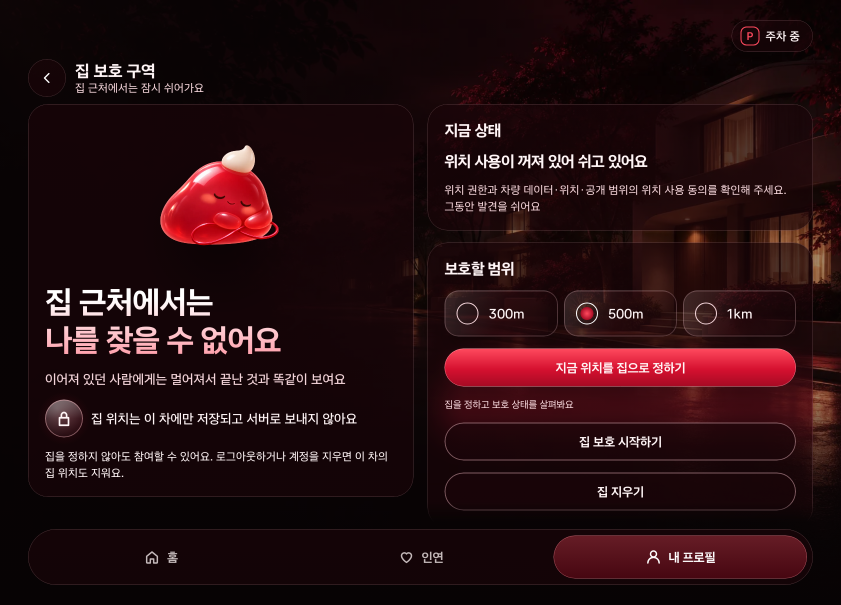 P 주차 중
집 보호 구역
집 근처에서는 잠시 쉬어가요
집 근처에서는
나를 찾을 수 없어요
이어져 있던 사람에게는 멀어져서 끝난 것과 똑같이 보여요
집 위치는 이 차에만 저장되고 서버로 보내지 않아요
집을 정하지 않아도 참여할 수 있어요. 로그아웃하거나 계정을 지우면 이 차의
집 위치도 지워요.
지금 상태
위치 사용이 꺼져 있어 쉬고 있어요
위치 권한과 차량 데이터·위치·공개 범위의 위치 사용 동의를 확인해 주세요.
그동안 발견을 쉬어요
보호할 범위
300m
500m
1km
지금 위치를 집으로 정하기
집을 정하고 보호 상태를 살펴봐요
집 보호 시작하기
집 지우기
홈
인연
내 프로필